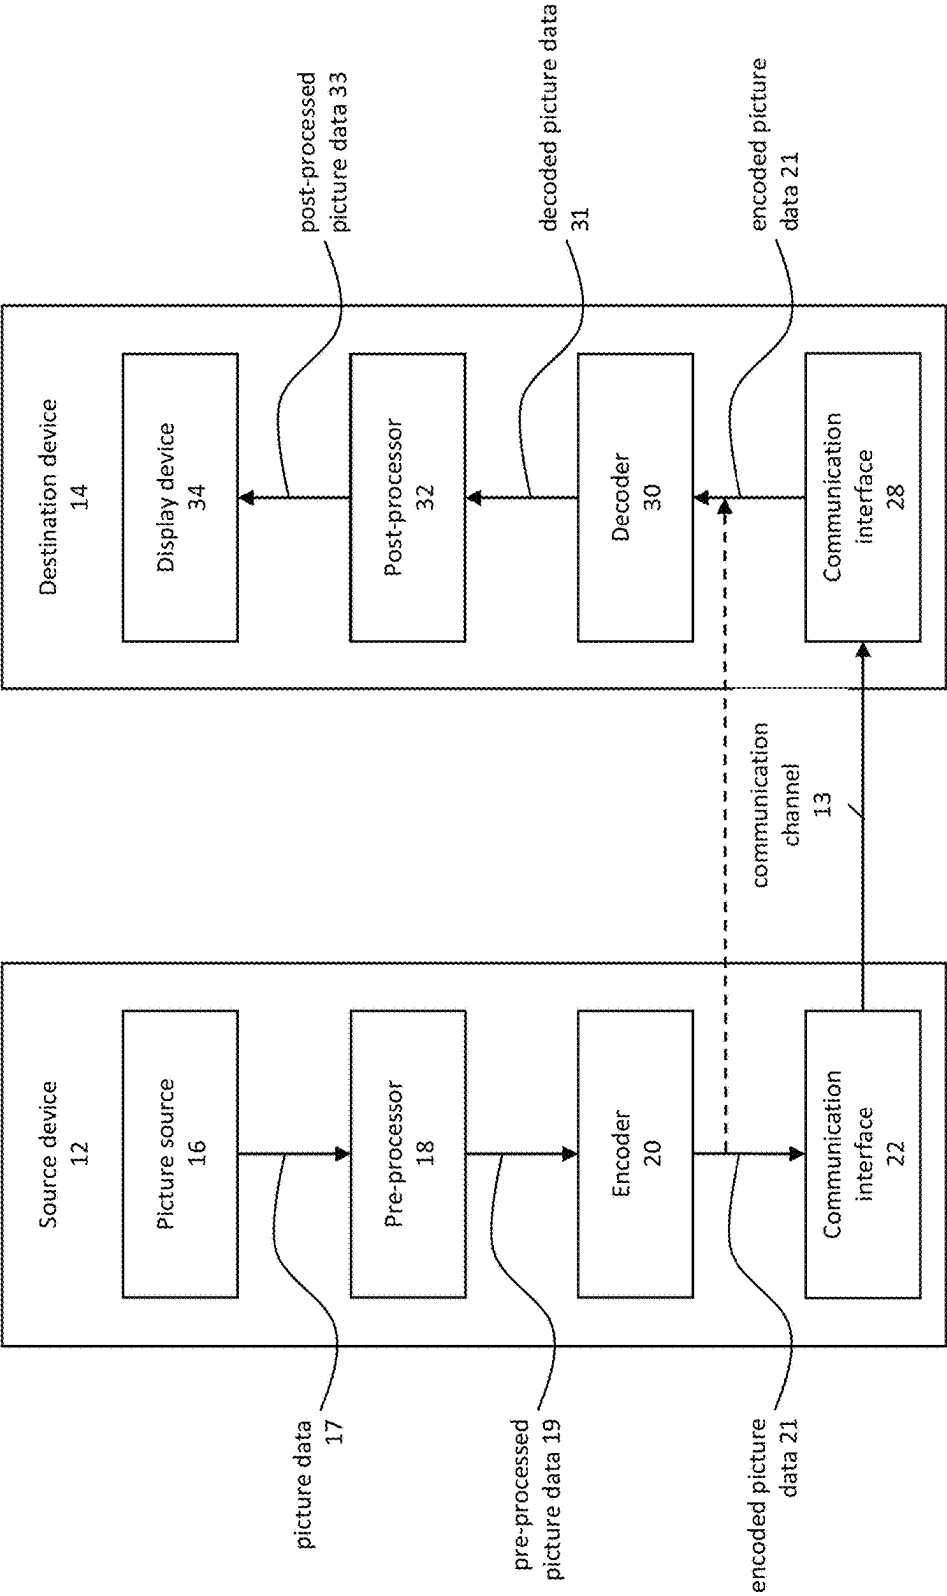 Source device
12
Picture source
16
picture data
17
Pre-processor
18
pre-processed
picture data 19
Encoder
20
encoded picture
data 21
Communication
interface
22
communication
channel
13
Destination device
14
Display device
34
post-processed
picture data 33
Post-processor
32
decoded picture data
31
Decoder
30
encoded picture
data 21
Communication
interface
28